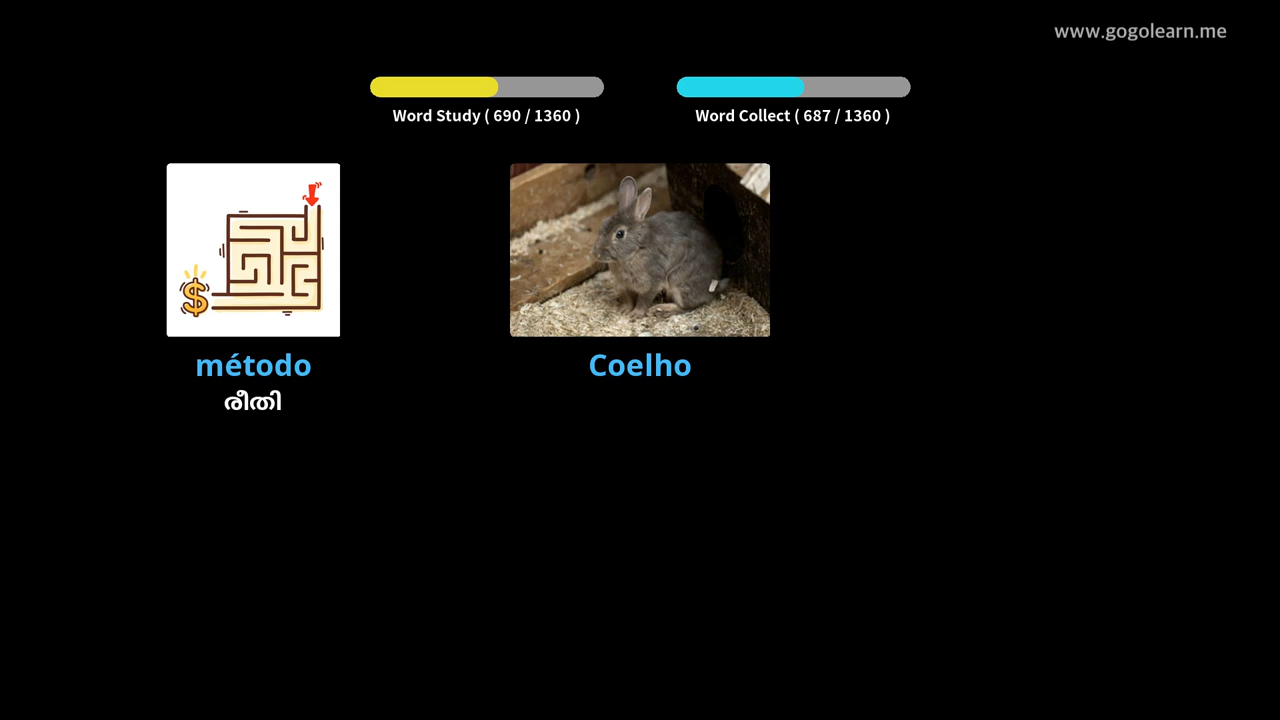 www.gogolearn.me
Word Study ( 690 / 1360 )
Word Collect ( 687 / 1360 )
$
método
Coelho
രീതി